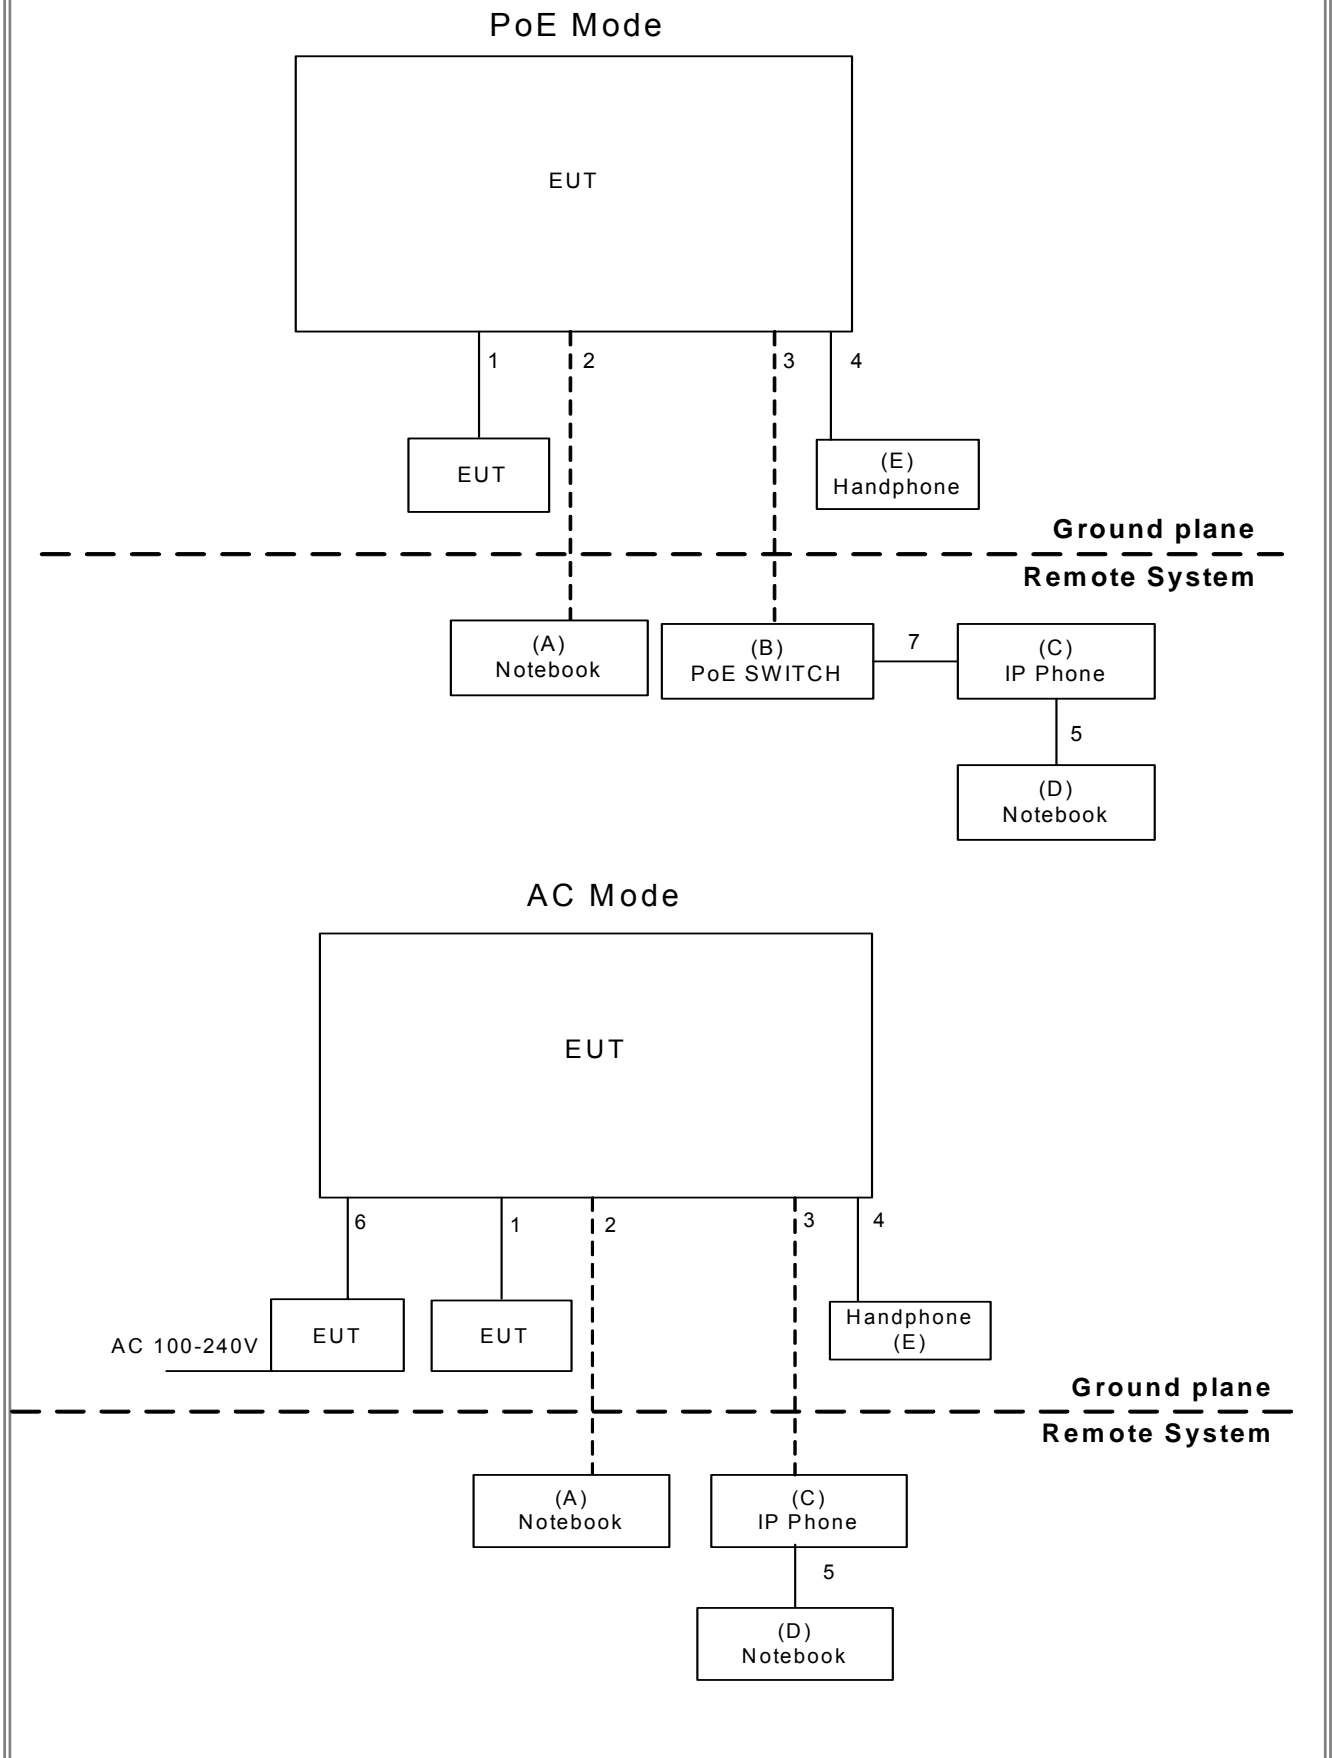 PoE Mode
EUT
1
2
3
4
EUT
(E)
Handphone
Ground plane
Remote System
(A)
Notebook
(B)
PoE SWITCH
7
(C)
IP Phone
5
(D)
Notebook
AC Mode
EUT
6
1
2
3
4
AC 100-240V
EUT
EUT
Handphone
(E)
Ground plane
Remote System
(A)
Notebook
(C)
IP Phone
5
(D)
Notebook